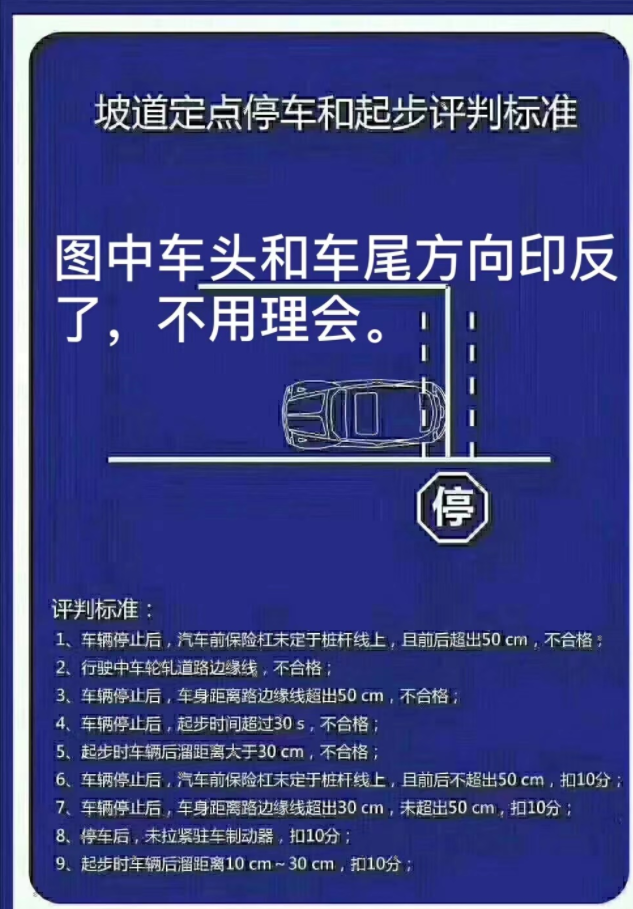 坡道定点停车和起步评判标准
图中车头和车尾方向印反
了，不用理会。
停
评判标准：
1、车辆停止后，汽车前保险杠未定于桩杆线上，且前后超出50 cm，不合格；
2、行驶中车轮轧道路边缘线，不合格；
3、车辆停止后，车身距离路边缘线超出50 cm，不合格；
4、车辆停止后，起步时间超过30 s，不合格；
5、起步时车辆后溜距离大于30 cm，不合格；
6、车辆停止后，汽车前保险杠未定于桩杆线上，且前后不超出50 cm，扣10分；
7、车辆停止后，车身距离路边缘线超出30 cm，未超出50 cm，扣10分；
8、停车后，未拉紧驻车制动器，扣10分；
9、起步时车辆后溜距离10 cm～30 cm，扣10分；